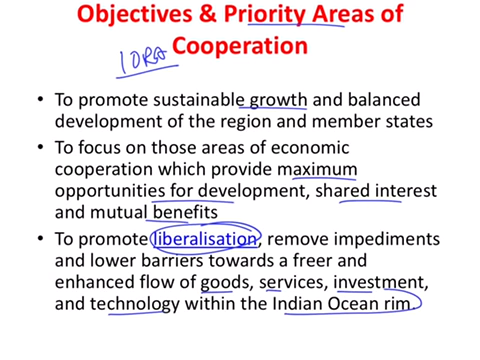 Objectives & Priority Areas of
Cooperation
IORA
• To promote sustainable growth and balanced
development of the region and member states
• To focus on those areas of economic
cooperation which provide maximum
opportunities for development, shared interest
and mutual benefits
• To promote liberalisation, remove impediments
and lower barriers towards a freer and
enhanced flow of goods, services, investment,
and technology within the Indian Ocean rim.